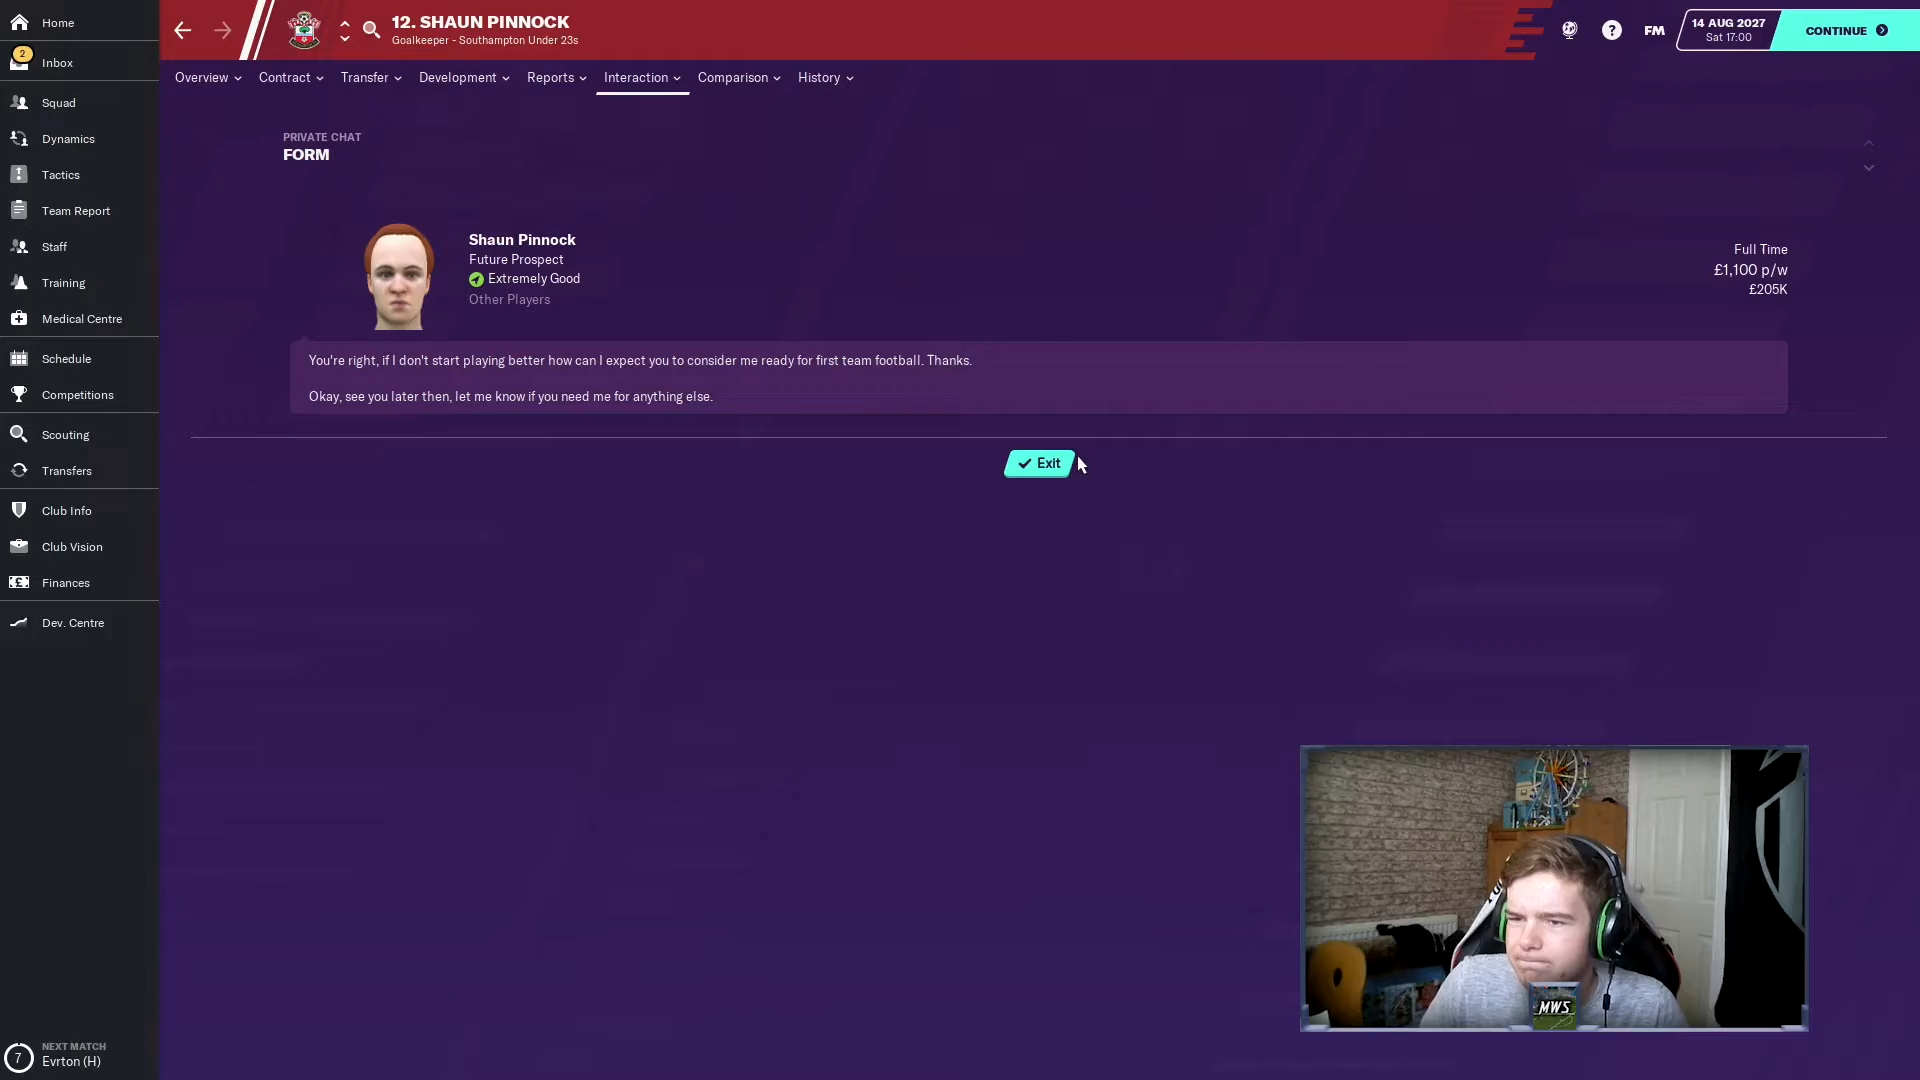 Home
2
Inbox
Squad
Dynamics
Tactics
Team Report
Staff
Training
Medical Centre
Schedule
Competitions
Scouting
Transfers
Club Info
Club Vision
Finances
Dev. Centre
7
NEXT MATCH
Evrton (H)
12. SHAUN PINNOCK
Goalkeeper - Southampton Under 23s
?
FM
14 AUG 2027
Sat 17:00
CONTINUE
Overview
Contract
Transfer
Development
Reports
Interaction
Comparison
History
PRIVATE CHAT
FORM
Shaun Pinnock
Future Prospect
Extremely Good
Other Players
Full Time
£1,100 p/w
£205K
You're right, if I don't start playing better how can I expect you to consider me ready for first team football. Thanks.
Okay, see you later then, let me know if you need me for anything else.
Exit
MWS